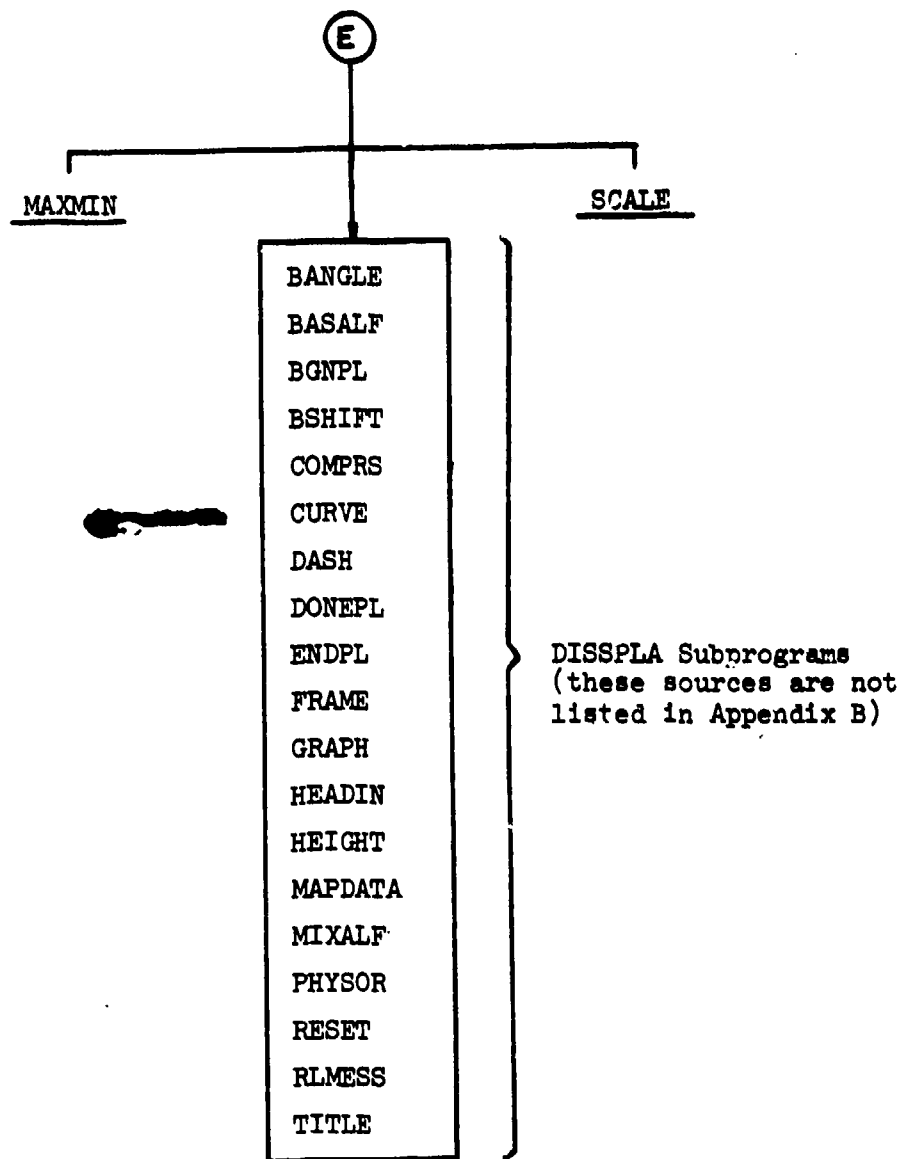 E
MAXMIN
SCALE
BANGLE
BASALF
BGNPL
BSHIFT
COMPRS
CURVE
DASH
DONEPL
ENDPL
FRAME
GRAPH
HEADIN
HEIGHT
MAPDATA
MIXALF
PHYSOR
RESET
RLMESS
TITLE
DISSPLA Subprograms
(these sources are not
listed in Appendix B)